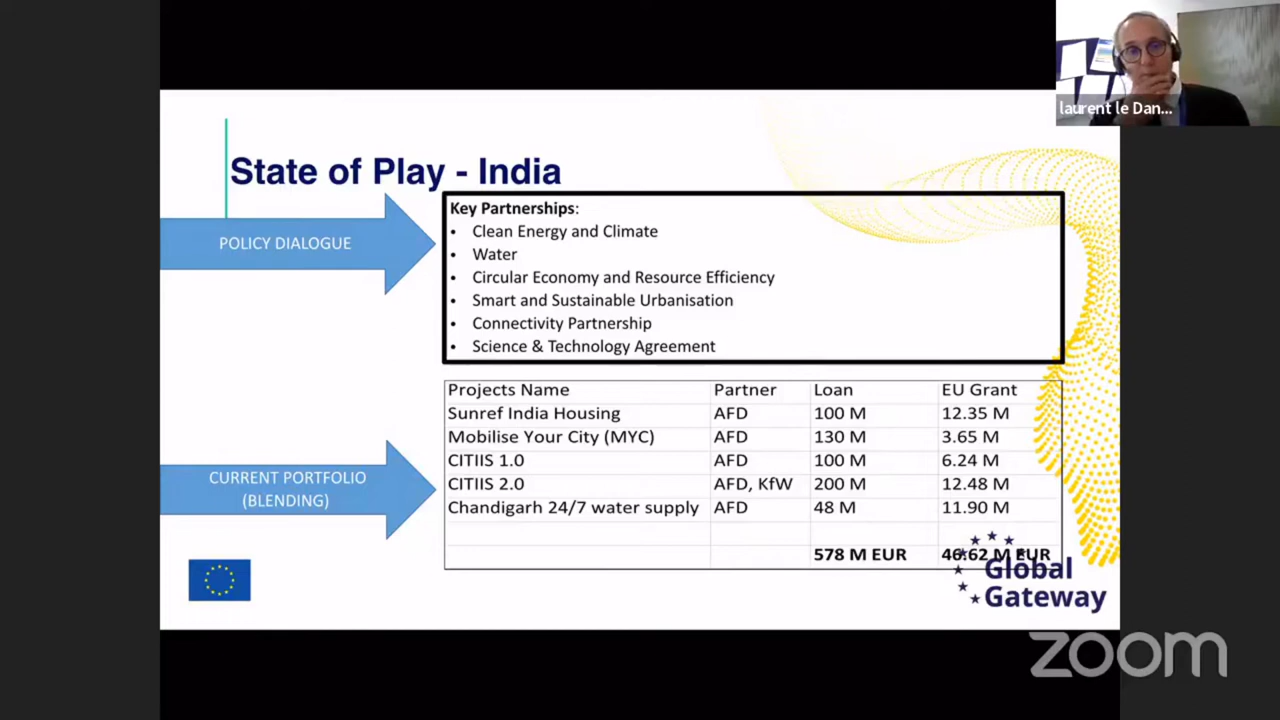 laurent le Dan...
State of Play - India
POLICY DIALOGUE
Key Partnerships:
• Clean Energy and Climate
• Water
• Circular Economy and Resource Efficiency
• Smart and Sustainable Urbanisation
• Connectivity Partnership
• Science & Technology Agreement
CURRENT PORTFOLIO
(BLENDING)
Projects Name Partner Loan EU Grant
Sunref India Housing AFD 100 M 12.35 M
Mobilise Your City (MYC) AFD 130 M 3.65 M
CITIIS 1.0 AFD 100 M 6.24 M
CITIIS 2.0 AFD, KfW 200 M 12.48 M
Chandigarh 24/7 water supply AFD 48 M 11.90 M
578 M EUR 46.62 M EUR
Global
Gateway
zoom